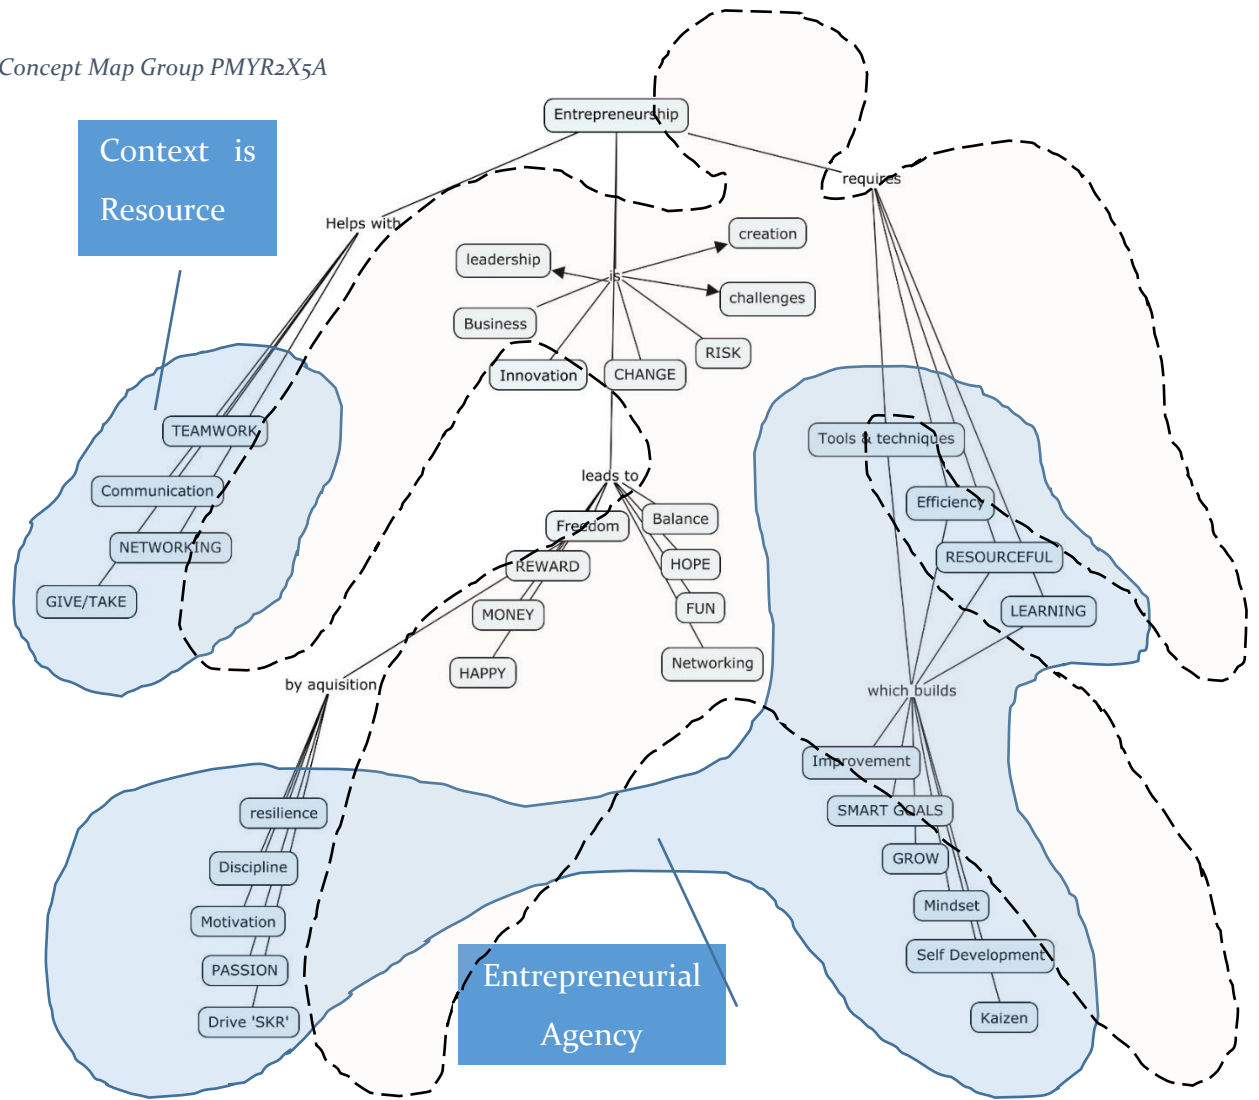 Concept Map Group PMYR2X5A
Context is
Resource
Entrepreneurship
requires
Helps with
creation
leadership
is
challenges
Business
RISK
Innovation
CHANGE
TEAMWORK
Tools & techniques
leads to
Communication
Efficiency
Balance
Freedom
NETWORKING
RESOURCEFUL
REWARD
HOPE
GIVE/TAKE
MONEY
FUN
LEARNING
HAPPY
Networking
by aquisition
which builds
Improvement
resilience
SMART GOALS
Discipline
GROW
Motivation
Mindset
PASSION
Self Development
Entrepreneurial
Agency
Drive 'SKR'
Kaizen